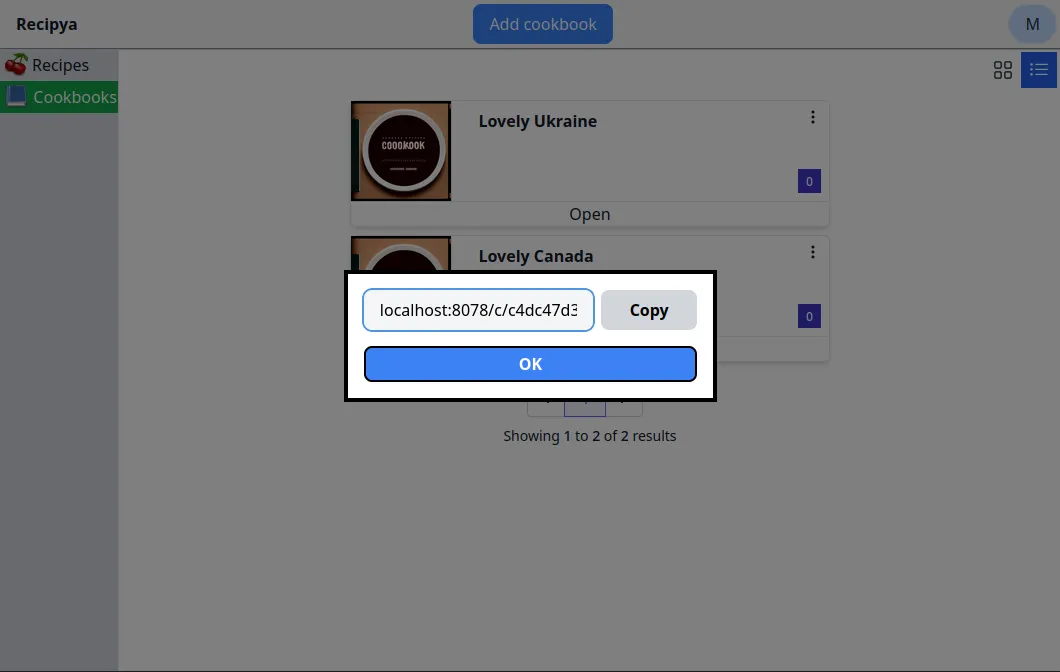 Recipya
Add cookbook
M
Recipes
Cookbooks
Lovely Ukraine
COOOKOOK
0
Open
Lovely Canada
0
localhost:8078/c/c4dc47d3
Copy
OK
Showing 1 to 2 of 2 results